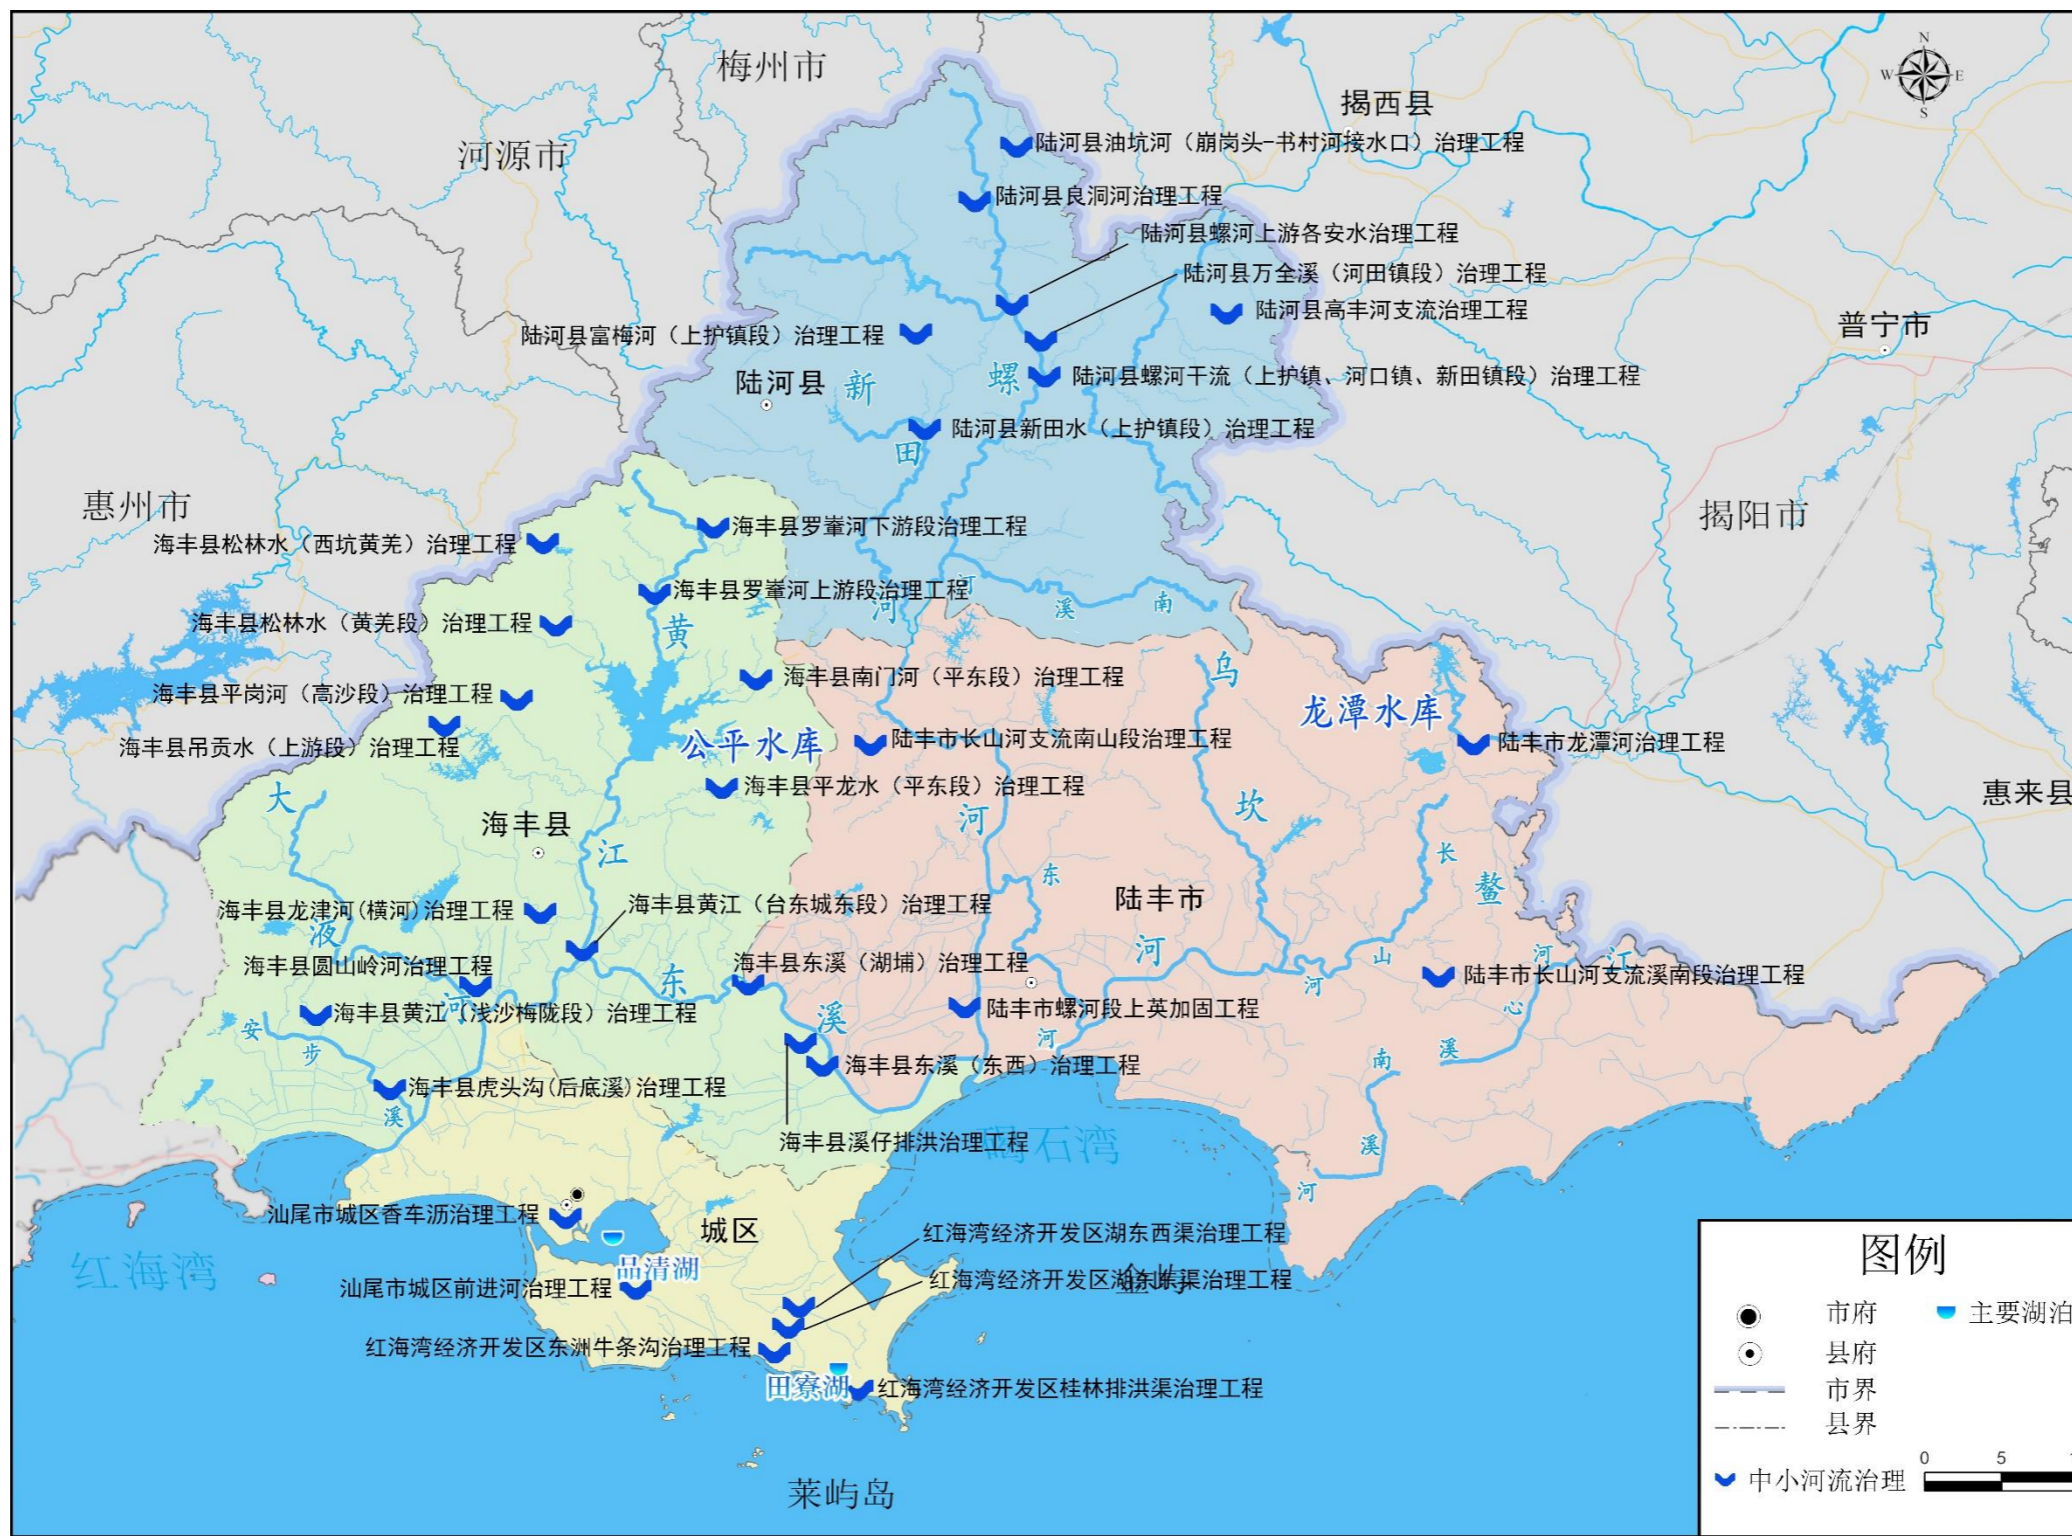 梅州市
N
W
E
S
揭西县
河源市
陆河县油坑河（崩岗头-书村河接水口）治理工程
陆河县良洞河治理工程
陆河县螺河上游各安水治理工程
陆河县万全溪（河田镇段）治理工程
陆河县高丰河支流治理工程
普宁市
陆河县富梅河（上护镇段）治理工程
陆河县
新
螺
陆河县螺河干流（上护镇、河口镇、新田镇段）治理工程
陆河县新田水（上护镇段）治理工程
田
惠州市
揭阳市
海丰县罗輋河下游段治理工程
海丰县松林水（西坑黄羌）治理工程
海丰县罗輋河上游段治理工程
河
河
溪
南
海丰县松林水（黄羌段）治理工程
黄
海丰县南门河（平东段）治理工程
乌
海丰县平岗河（高沙段）治理工程
龙潭水库
海丰县吊贡水（上游段）治理工程
公平水库
陆丰市长山河支流南山段治理工程
陆丰市龙潭河治理工程
大
海丰县平龙水（平东段）治理工程
惠来县
海丰县
河
坎
江
长
东
鳌
陆丰市
海丰县龙津河(横河)治理工程
海丰县黄江（台东城东段）治理工程
液
河
山
河
江
海丰县圆山岭河治理工程
东
海丰县东溪（湖埔）治理工程
陆丰市长山河支流溪南段治理工程
河
河
海丰县黄江（浅沙梅陇段）治理工程
溪
陆丰市螺河段上英加固工程
心
安
步
河
溪
南
海丰县东溪（东西）治理工程
海丰县虎头沟(后底溪)治理工程
溪
海丰县溪仔排洪治理工程
碣石湾
溪
河
汕尾市城区香车沥治理工程
城区
红海湾经济开发区湖东西渠治理工程
红海湾
品清湖
红海湾经济开发区湖东东渠治理工程
金屿
汕尾市城区前进河治理工程
红海湾经济开发区东洲牛条沟治理工程
田寮湖
红海湾经济开发区桂林排洪渠治理工程
莱屿岛
图例
市府
主要湖泊
县府
市界
县界
中小河流治理
0
5